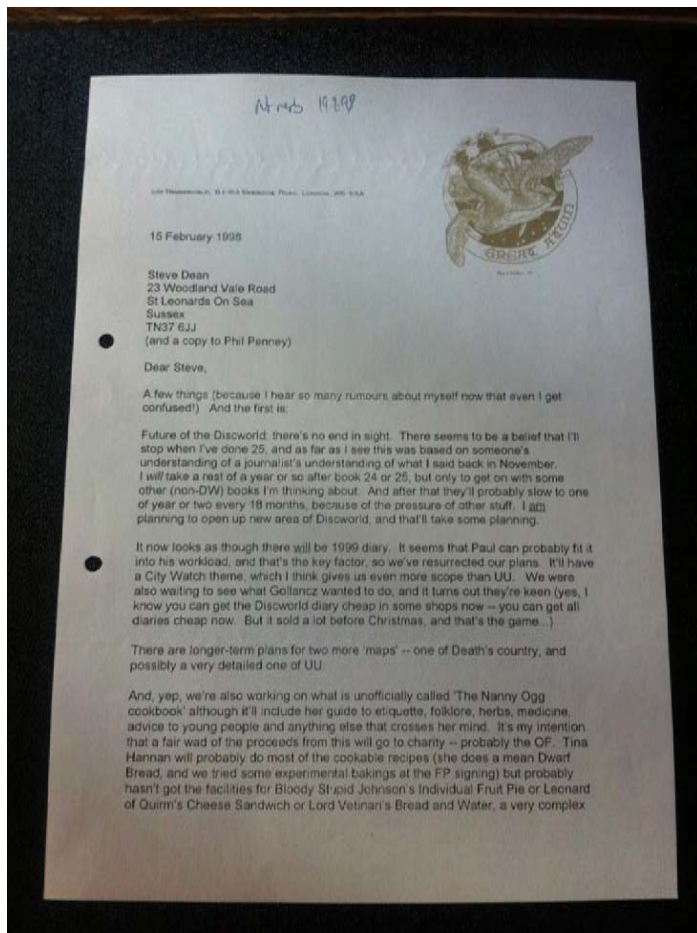 19.2.98
GREAT A'TUIN
15 February 1998
Steve Dean
23 Woodland Vale Road
St Leonards On Sea
Sussex
TN37 6JJ
(and a copy to Phil Penney)
Dear Steve,
A few things (because I hear so many rumours about myself now that even I get
confused!) And the first is:
Future of the Discworld: there's no end in sight. There seems to be a belief that I'll
stop when I've done 25, and as far as I see this was based on someone's
understanding of a journalist's understanding of what I said back in November.
I will take a rest of a year or so after book 24 or 25, but only to get on with some
other (non-DW) books I'm thinking about. And after that they'll probably slow to one
of year or two every 18 months, because of the pressure of other stuff. I am
planning to open up new area of Discworld, and that'll take some planning.
It now looks as though there will be 1999 diary. It seems that Paul can probably fit it
into his workload, and that's the key factor, so we've resurrected our plans. It'll have
a City Watch theme, which I think gives us even more scope than UU. We were
also waiting to see what Gollancz wanted to do, and it turns out they're keen (yes, I
know you can get the Discworld diary cheap in some shops now -- you can get all
diaries cheap now. But it sold a lot before Christmas, and that's the game...)
There are longer-term plans for two more 'maps' -- one of Death's country, and
possibly a very detailed one of UU.
And, yep, we're also working on what is unofficially called 'The Nanny Ogg
cookbook' although it'll include her guide to etiquette, folklore, herbs, medicine,
advice to young people and anything else that crosses her mind. It's my intention
that a fair wad of the proceeds from this will go to charity -- probably the OF. Tina
Hannan will probably do most of the cookable recipes (she does a mean Dwarf
Bread, and we tried some experimental bakings at the FP signing) but probably
hasn't got the facilities for Bloody Stupid Johnson's Individual Fruit Pie or Leonard
of Quirm's Cheese Sandwich or Lord Vetinari's Bread and Water, a very complex